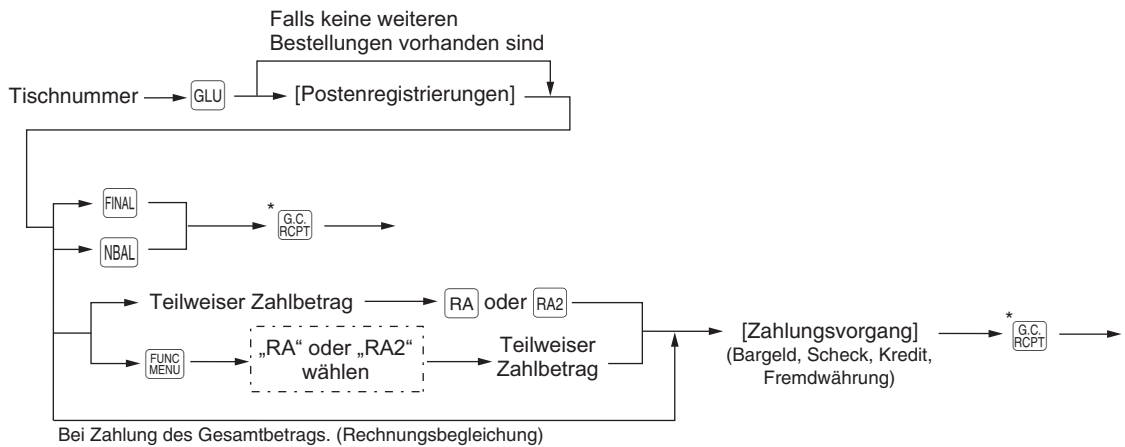 Falls keine weiteren
Bestellungen vorhanden sind
Tischnummer GLU [Postenregistrierungen]
FINAL
* G.C.
RCPT
NBAL
Teilweiser Zahlbetrag RA oder RA2
FUNC
MENU
„RA“ oder „RA2“
wählen
Teilweiser
Zahlbetrag
[Zahlungsvorgang]
(Bargeld, Scheck, Kredit,
Fremdwährung)
* G.C.
RCPT
Bei Zahlung des Gesamtbetrags. (Rechnungsbegleichung)